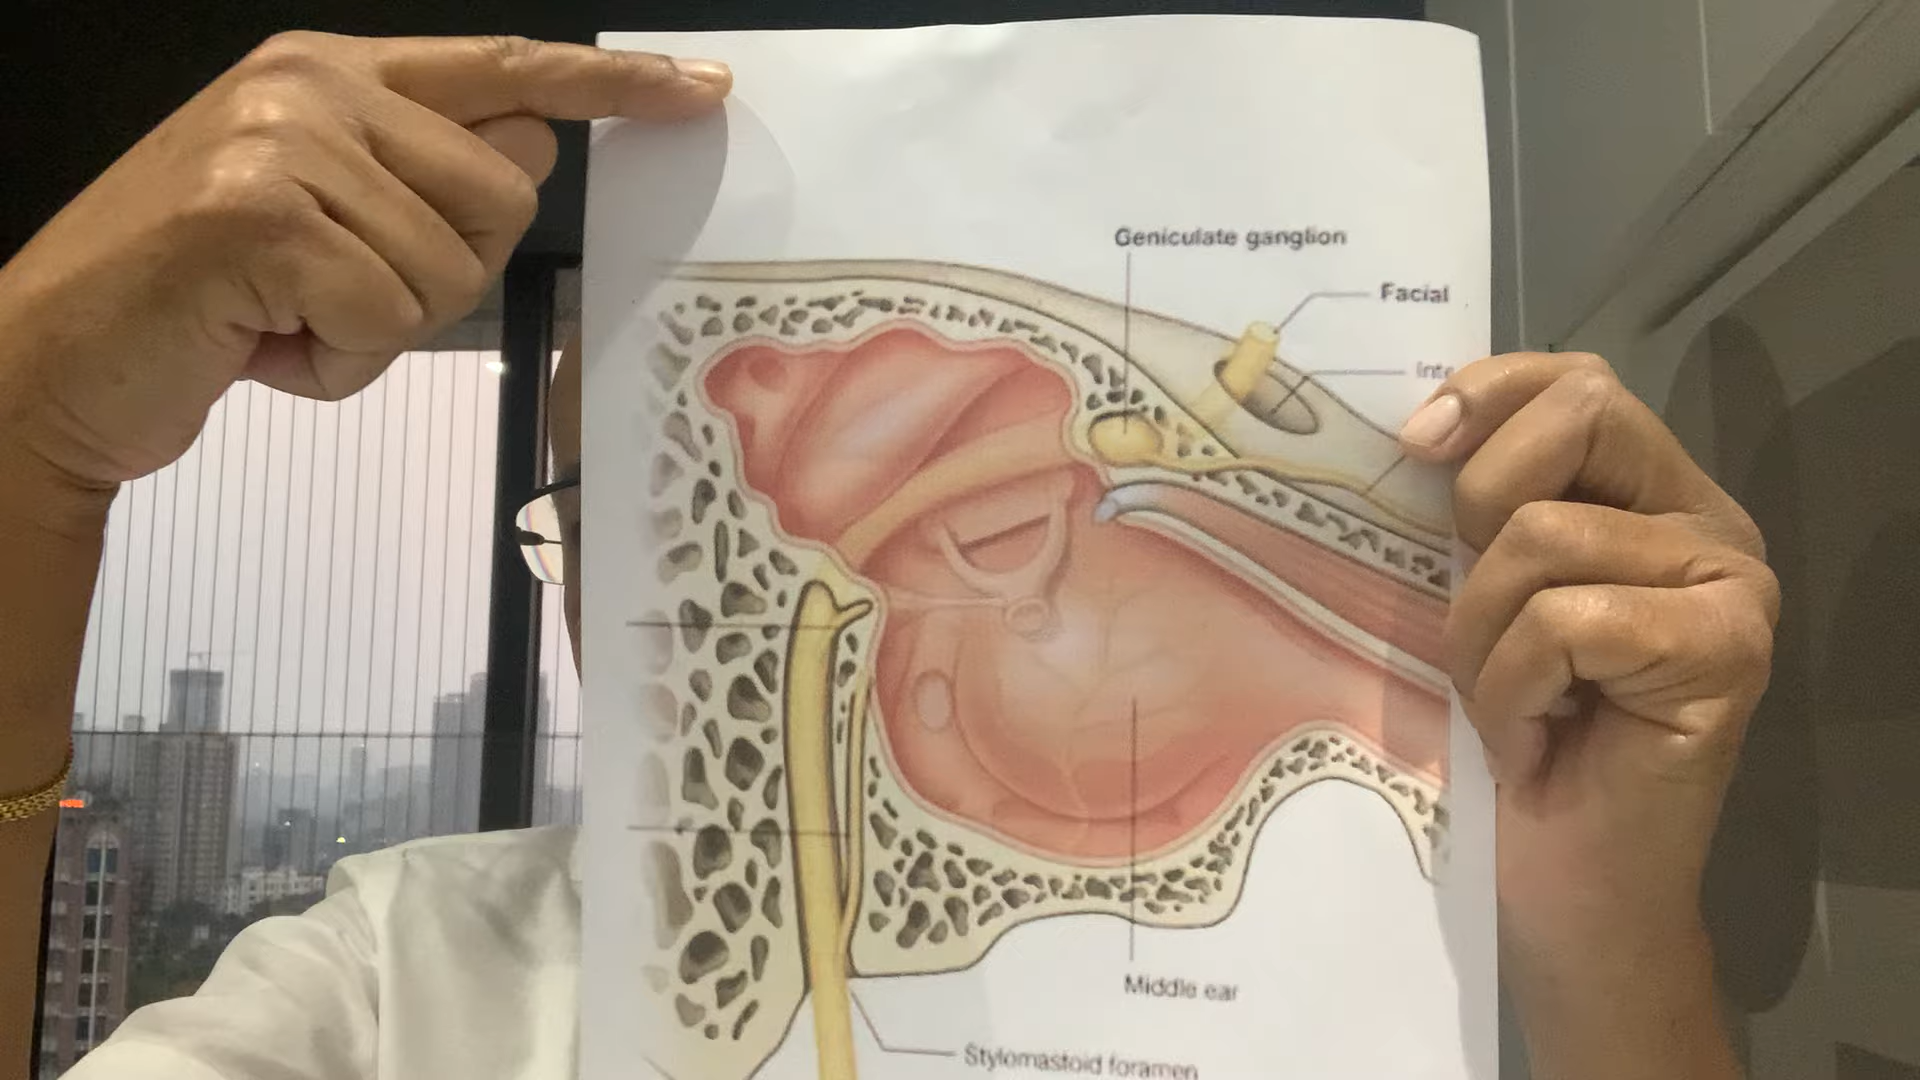 Geniculate ganglion
Facial
Inte
Middle ear
Stylomastoid foramen